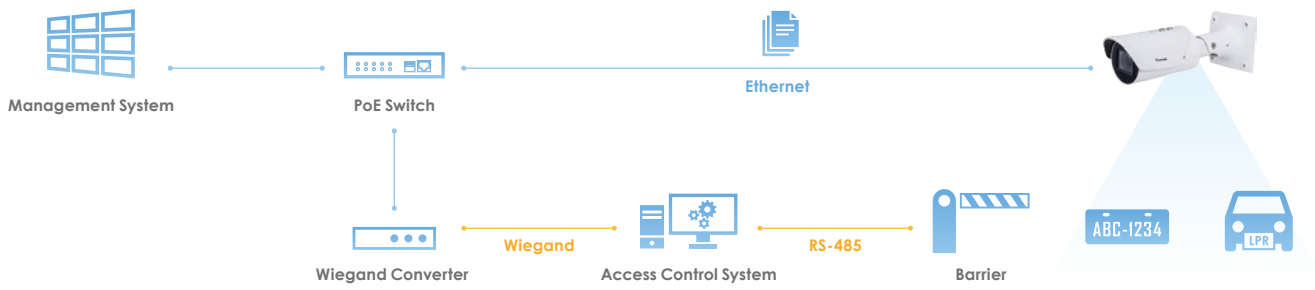 Management System
PoE Switch
Ethernet
Wiegand Converter
Wiegand
Access Control System
RS-485
Barrier
ABC-1234
LPR